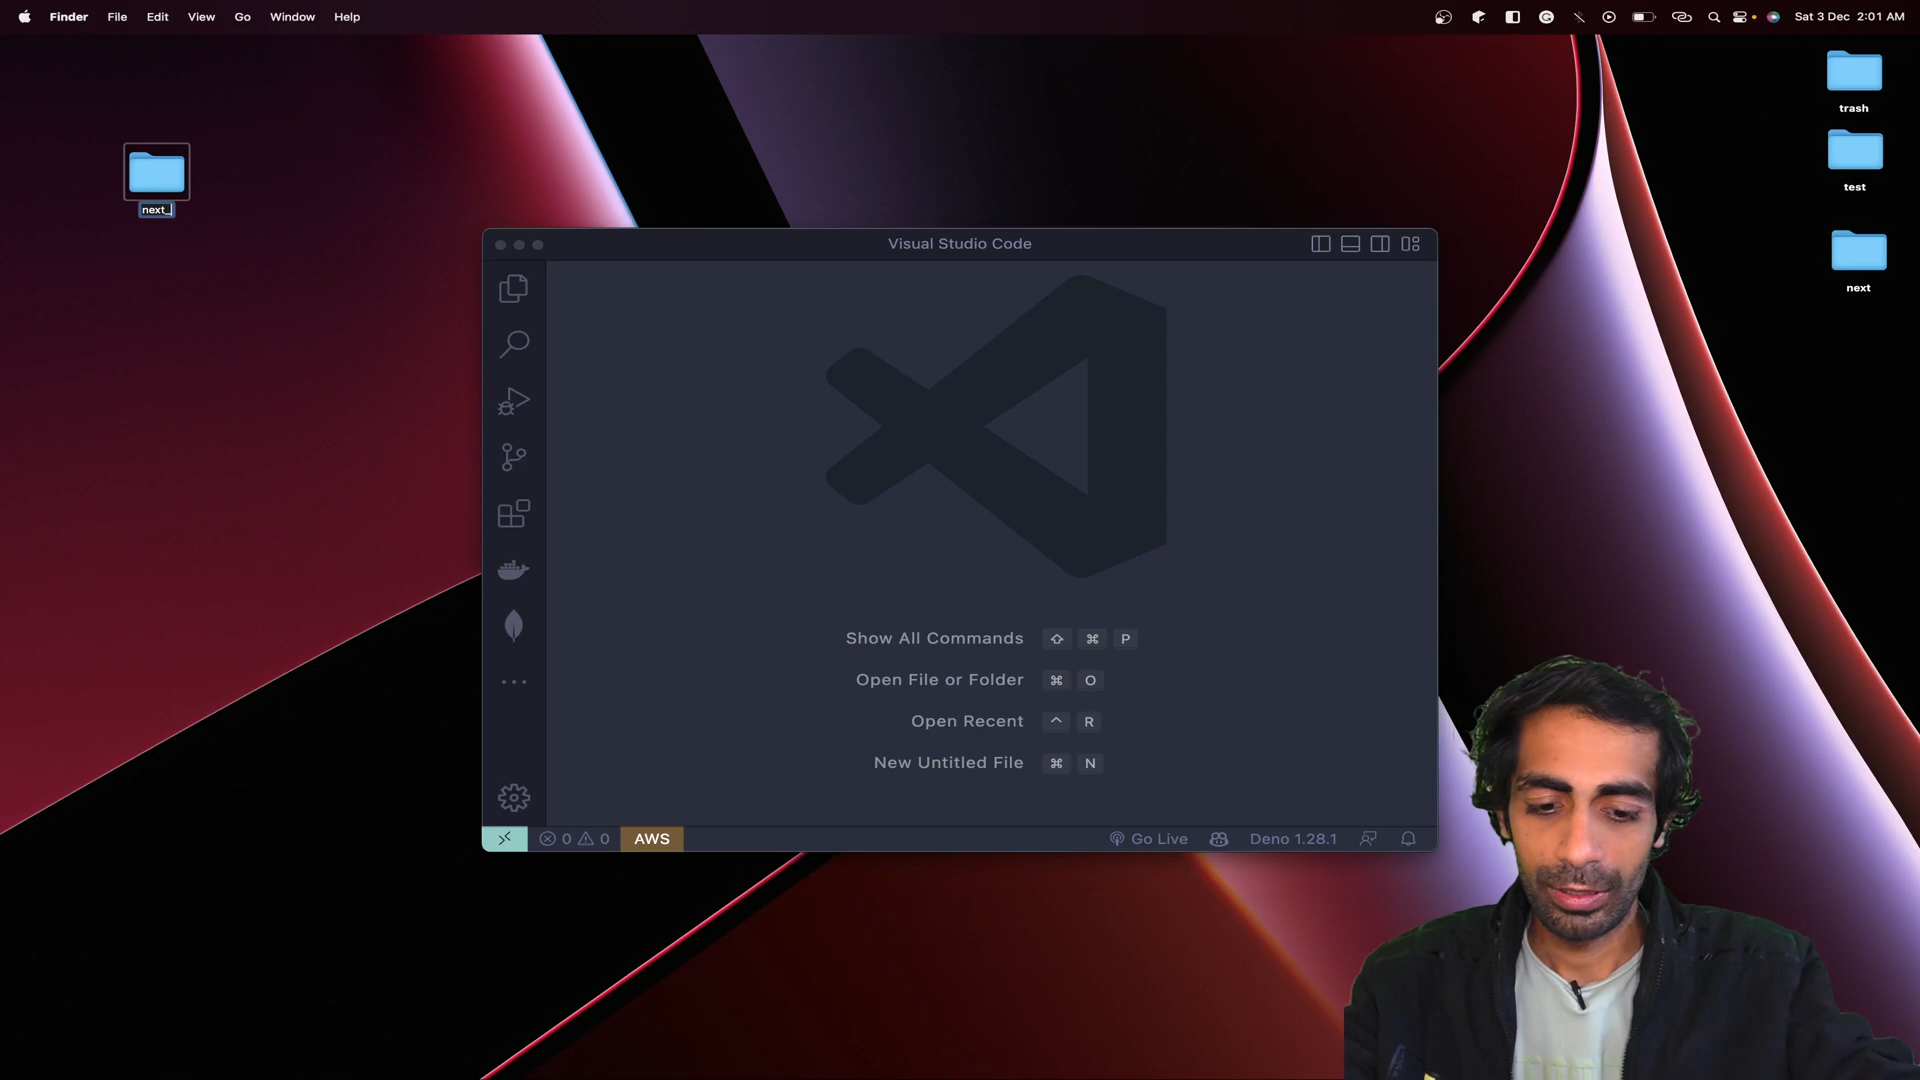 Finder File Edit View Go Window Help
Sat 3 Dec 2:01 AM
trash
test
next
next_
Visual Studio Code
Show All Commands ⇧ ⌘ P
Open File or Folder ⌘ O
Open Recent ^ R
New Untitled File ⌘ N
0 0 AWS
Go Live Deno 1.28.1